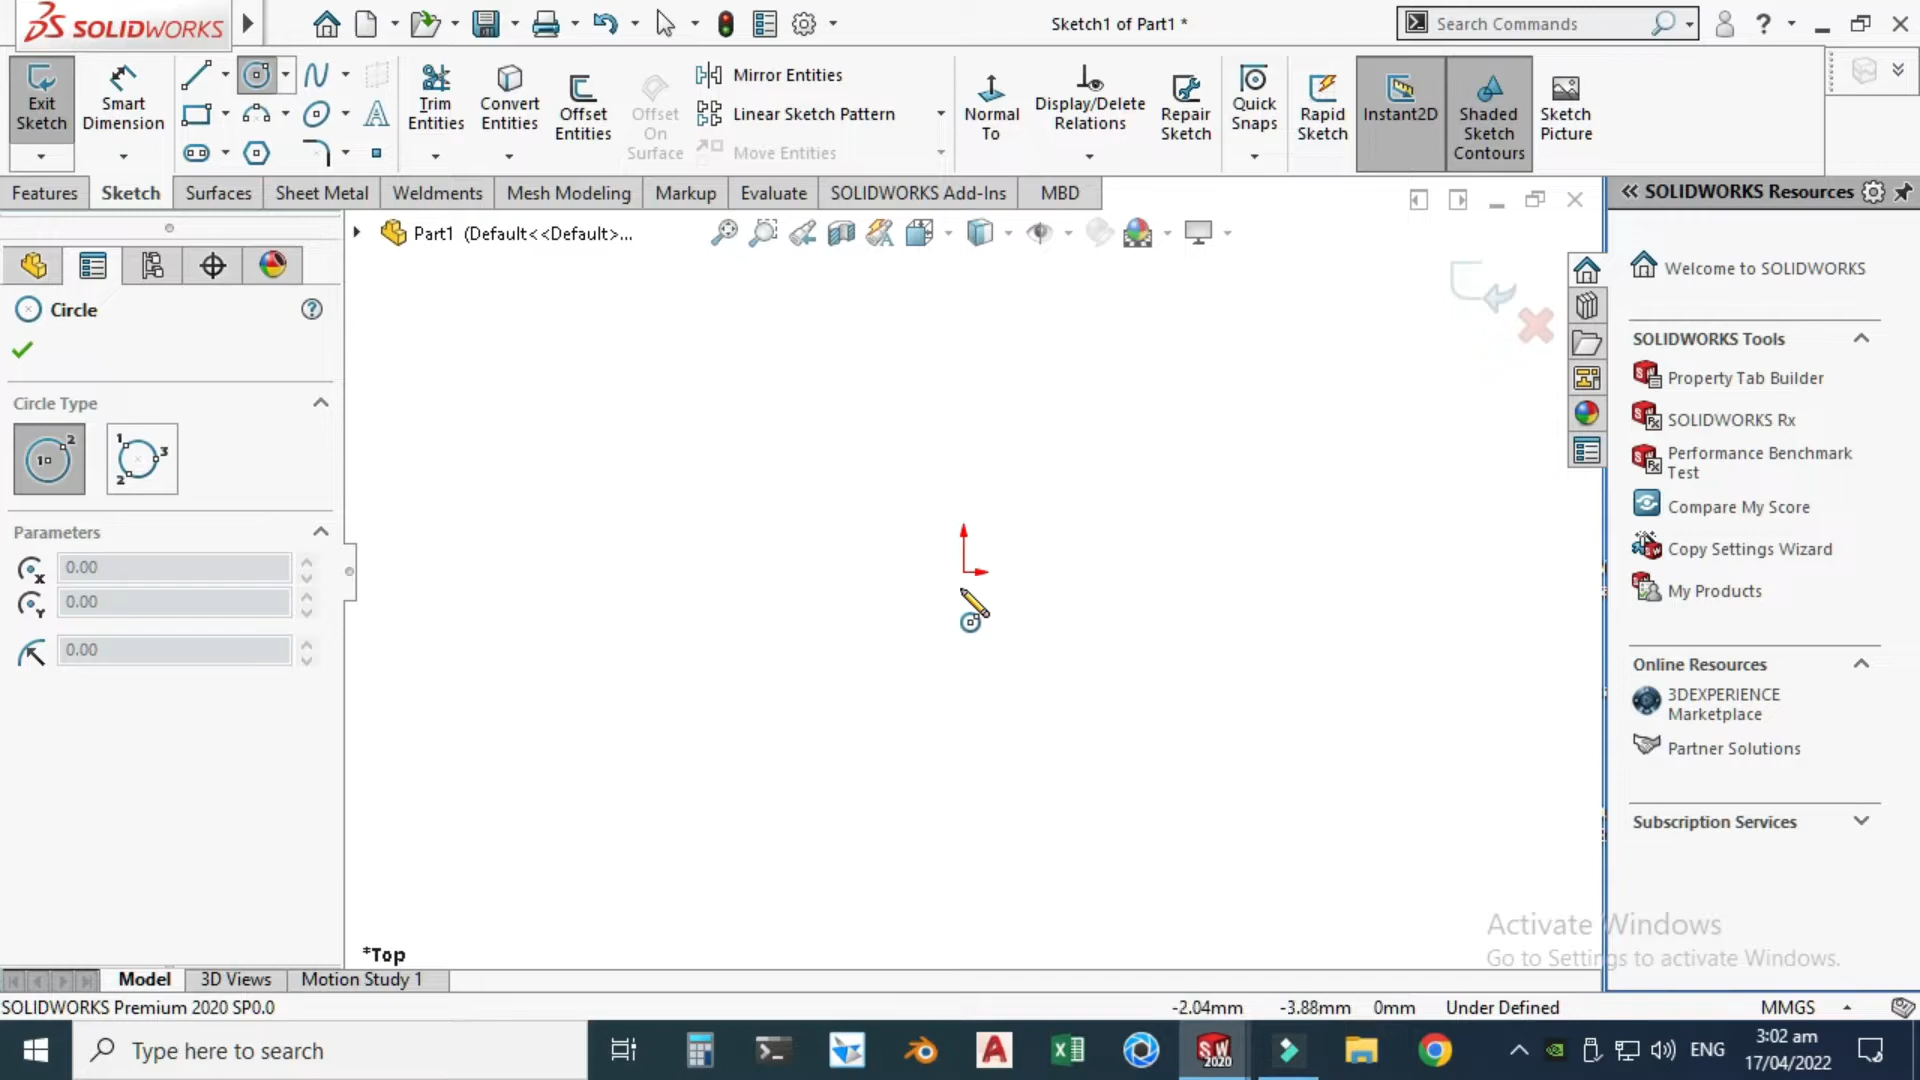 SOLIDWORKS
Sketch1 of Part1 *
Search Commands
Exit Sketch
Smart Dimension
Trim Entities
Convert Entities
Offset Entities
Offset On Surface
Mirror Entities
Linear Sketch Pattern
Move Entities
Normal To
Display/Delete Relations
Repair Sketch
Quick Snaps
Rapid Sketch
Instant2D
Shaded Sketch Contours
Sketch Picture
Features
Sketch
Surfaces
Sheet Metal
Weldments
Mesh Modeling
Markup
Evaluate
SOLIDWORKS Add-Ins
MBD
SOLIDWORKS Resources
Part1 (Default<<Default>...
Circle
Circle Type
Parameters
0.00
0.00
0.00
Welcome to SOLIDWORKS
SOLIDWORKS Tools
Property Tab Builder
SOLIDWORKS Rx
Performance Benchmark
Test
Compare My Score
Copy Settings Wizard
My Products
Online Resources
3DEXPERIENCE
Marketplace
Partner Solutions
Subscription Services
Activate Windows
Go to Settings to activate Windows.
*Top
Model
3D Views
Motion Study 1
SOLIDWORKS Premium 2020 SP0.0
-2.04mm
-3.88mm
0mm
Under Defined
MMGS
Type here to search
SW
2020
ENG
3:02 am
17/04/2022